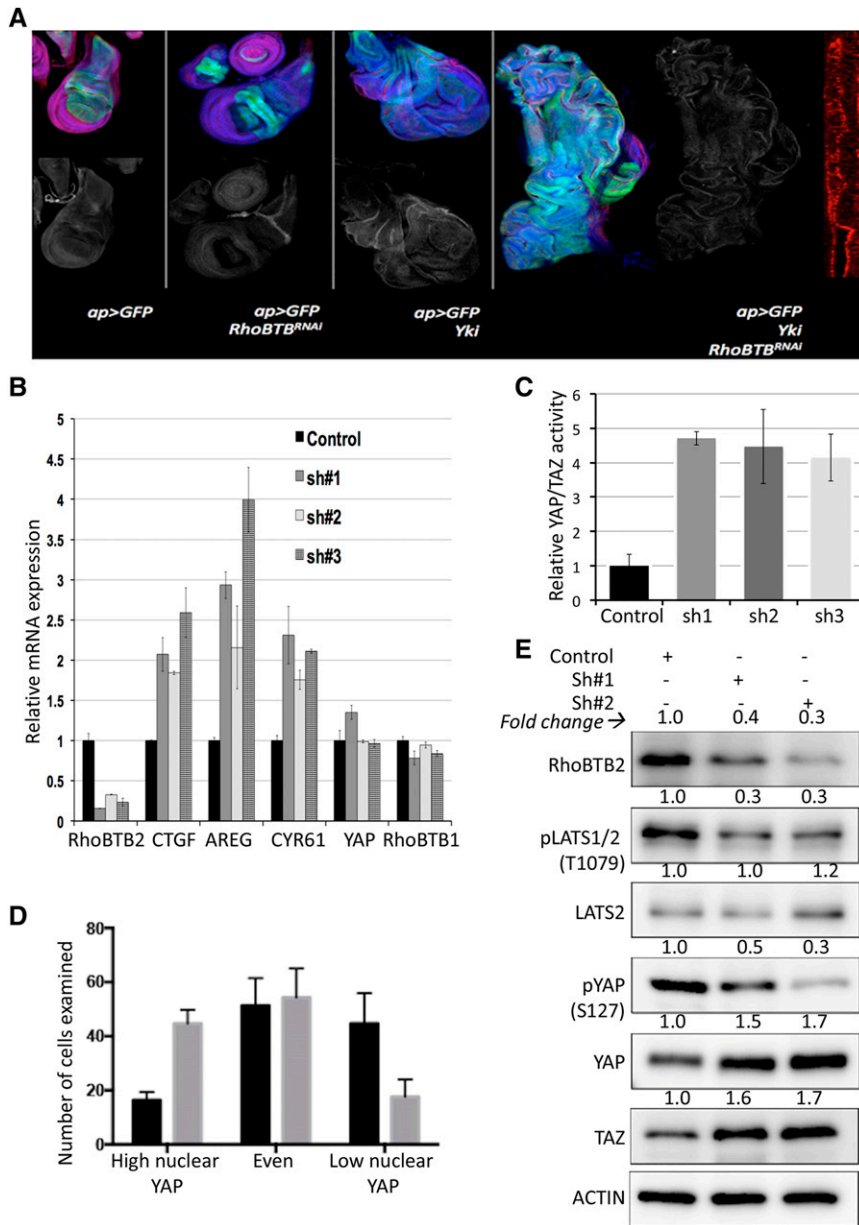 A
ap>GFP
ap>GFP
RhoBTB^RNAi
ap>GFP
Yki
ap>GFP
Yki
RhoBTB^RNAi
B
Relative mRNA expression
5
4.5
4
3.5
3
2.5
2
1.5
1
0.5
0
Control
sh#1
sh#2
sh#3
RhoBTB2 CTGF AREG CYR61 YAP RhoBTB1
C
Relative YAP/TAZ activity
6
5
4
3
2
1
0
Control sh1 sh2 sh3
D
Number of cells examined
80
60
40
20
0
High nuclear YAP
Even
Low nuclear YAP
E
Control + - -
Sh#1 - + -
Sh#2 - - +
Fold change → 1.0 0.4 0.3
RhoBTB2
1.0 0.3 0.3
pLATS1/2
(T1079)
1.0 1.0 1.2
LATS2
1.0 0.5 0.3
pYAP
(S127)
1.0 1.5 1.7
YAP
1.0 1.6 1.7
TAZ
ACTIN